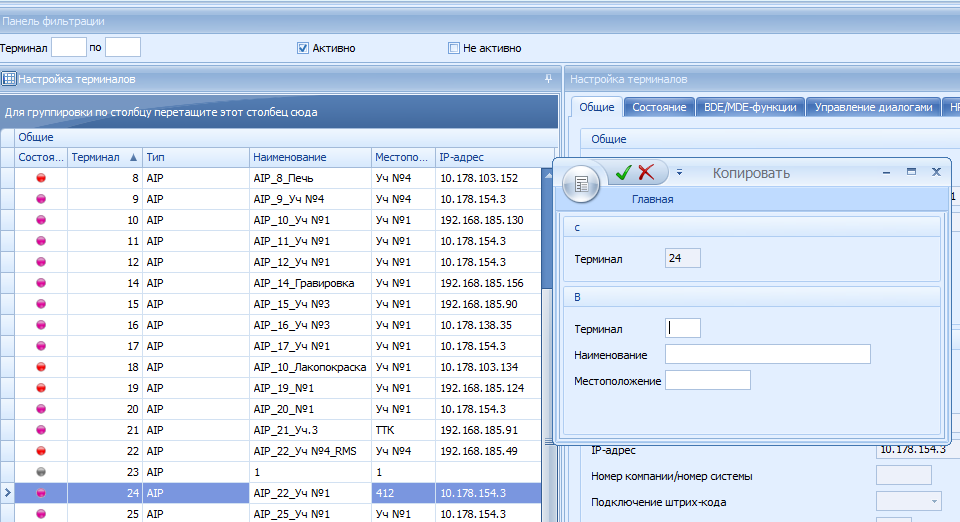 Панель фильтрации
Терминал по Активно Не активно
Настройка терминалов
Для группировки по столбцу перетащите этот столбец сюда
Общие
Состоя... Терминал Тип Наименование Местопо... IP-адрес
8 AIP AIP_8_Печь Уч №4 10.178.103.152
9 AIP AIP_9_Уч №4 Уч №4 10.178.154.3
10 AIP AIP_10_Уч №1 Уч №1 192.168.185.130
11 AIP AIP_11_Уч №1 Уч №1 10.178.154.3
12 AIP AIP_12_Уч №1 Уч №1 10.178.154.3
14 AIP AIP_14_Гравировка Уч №1 192.168.185.156
15 AIP AIP_15_Уч №3 Уч №1 192.168.185.90
16 AIP AIP_16_Уч №3 Уч №1 10.178.138.35
17 AIP AIP_17_Уч №1 Уч №1 10.178.154.3
18 AIP AIP_10_Лакопокраска Уч №1 10.178.103.134
19 AIP AIP_19_№1 Уч №1 192.168.185.124
20 AIP AIP_20_№1 Уч №1 10.178.154.3
21 AIP AIP_21_Уч.3 ТТК 192.168.185.91
22 AIP AIP_22_Уч №4_RMS Уч №4 192.168.185.49
23 AIP 1 1
24 AIP AIP_22_Уч №1 412 10.178.154.3
25 AIP AIP_25_Уч №1 Уч №1 10.178.154.3
Настройка терминалов
Общие Состояние BDE/MDE-функции Управление диалогами
Общие
Копировать
Главная
с
Терминал 24
В
Терминал
Наименование
Местоположение
1
IP-адрес 10.178.154.3
Номер компании/номер системы
Подключение штрих-кода